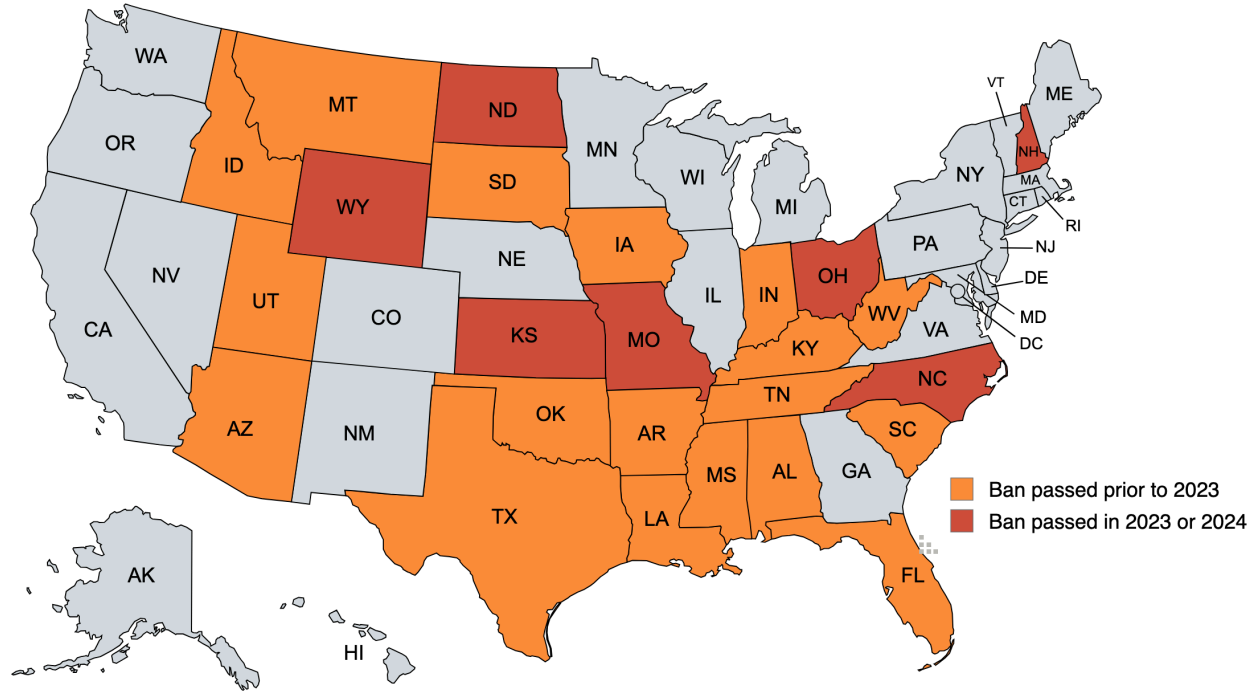 WA
OR
CA
NV
ID
MT
WY
UT
AZ
CO
NM
ND
SD
NE
KS
OK
TX
MN
IA
MO
AR
LA
WI
IL
MI
IN
OH
KY
TN
MS
AL
GA
FL
SC
NC
VA
WV
PA
NY
VT
NH
ME
MA
CT
RI
NJ
DE
MD
DC
AK
HI
Ban passed prior to 2023
Ban passed in 2023 or 2024